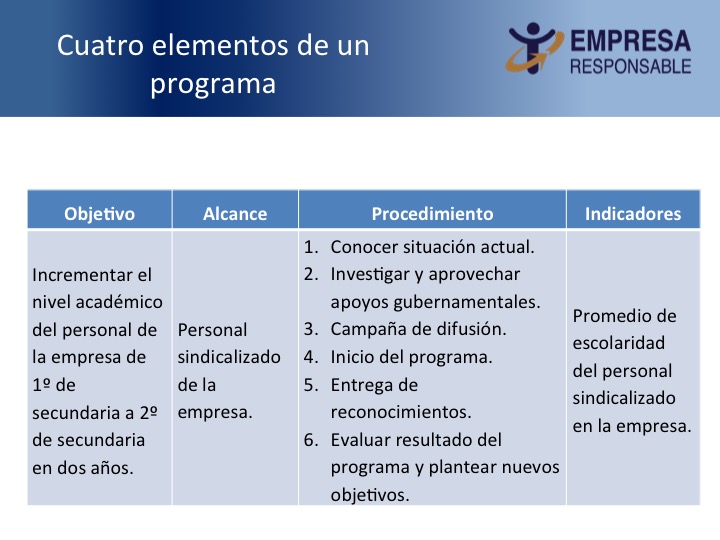 Cuatro elementos de un
programa
EMPRESA
RESPONSABLE
Objetivo
Alcance
Procedimiento
Indicadores
Incrementar el
nivel académico
del personal de
la empresa de
1º de
secundaria a 2º
de secundaria
en dos años.
Personal
sindicalizado
de la
empresa.
1. Conocer situación actual.
2. Investigar y aprovechar
apoyos gubernamentales.
3. Campaña de difusión.
4. Inicio del programa.
5. Entrega de
reconocimientos.
6. Evaluar resultado del
programa y plantear nuevos
objetivos.
Promedio de
escolaridad
del personal
sindicalizado
en la empresa.